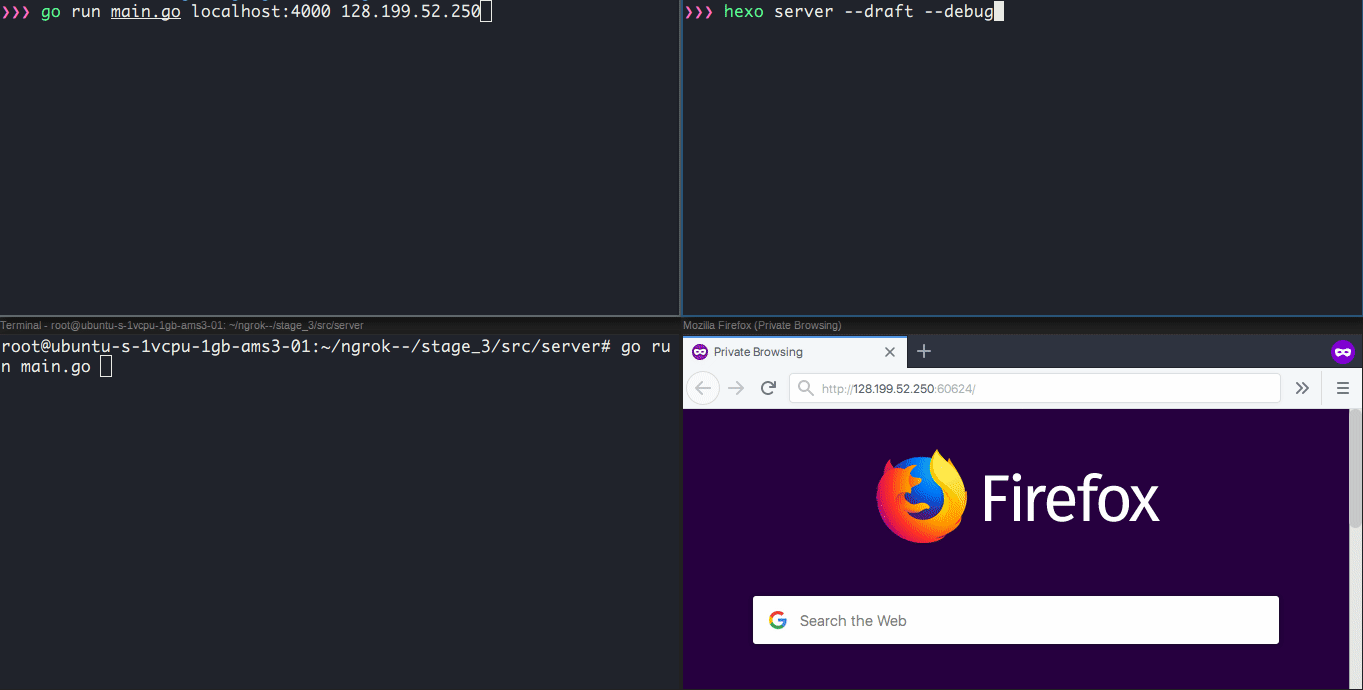 ❯❯❯ go run main.go localhost:4000 128.199.52.250
❯❯❯ hexo server --draft --debug
Terminal - root@ubuntu-s-1vcpu-1gb-ams3-01: ~/ngrok--/stage_3/src/server
root@ubuntu-s-1vcpu-1gb-ams3-01:~/ngrok--/stage_3/src/server# go ru
n main.go
Mozilla Firefox (Private Browsing)
Private Browsing
http://128.199.52.250:60624/
Firefox
Search the Web